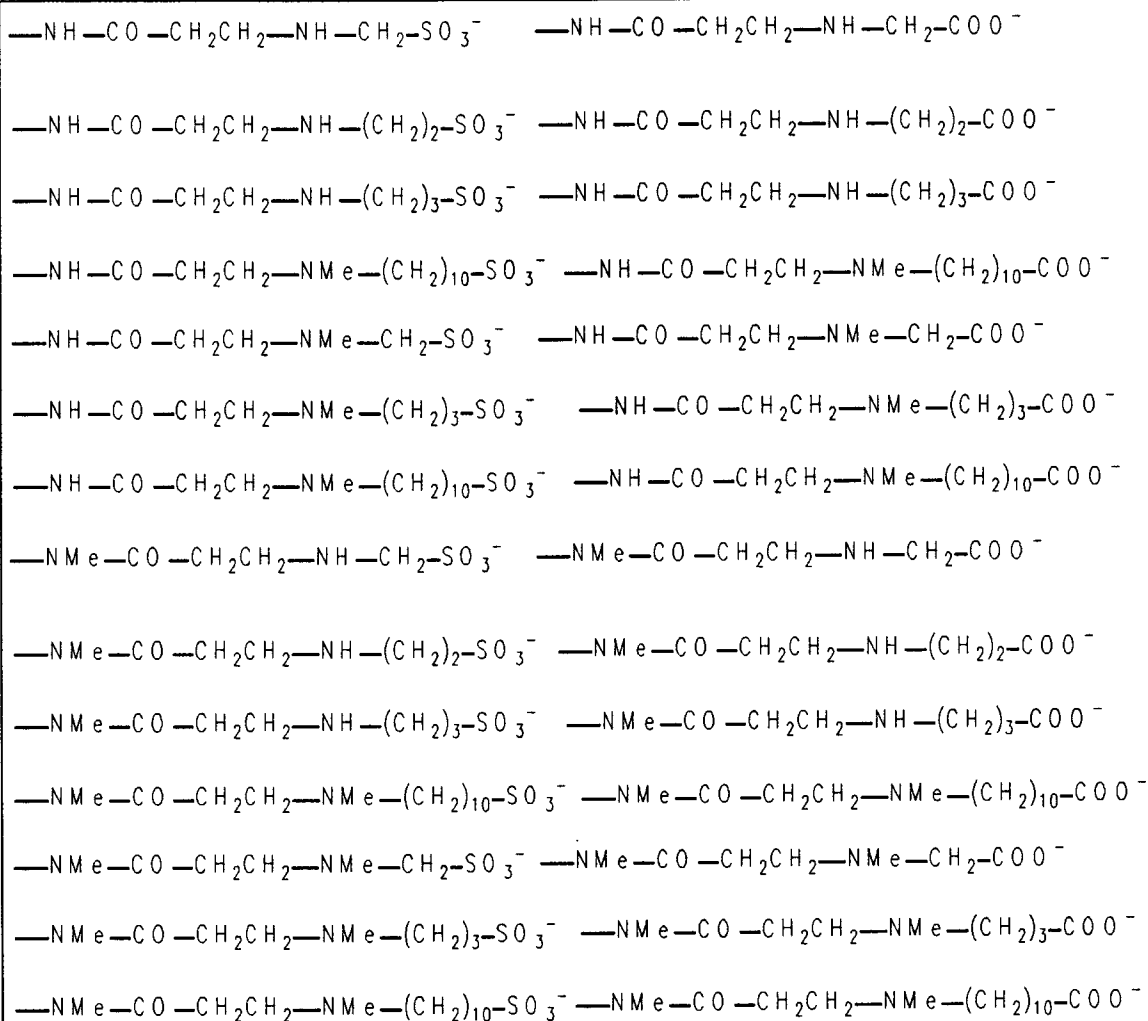 —NH—CO—CH₂CH₂—NH—CH₂–SO₃⁻ —NH—CO—CH₂CH₂—NH—CH₂–COO⁻
—NH—CO—CH₂CH₂—NH—(CH₂)₂–SO₃⁻ —NH—CO—CH₂CH₂—NH—(CH₂)₂–COO⁻
—NH—CO—CH₂CH₂—NH—(CH₂)₃–SO₃⁻ —NH—CO—CH₂CH₂—NH—(CH₂)₃–COO⁻
—NH—CO—CH₂CH₂—NMe—(CH₂)₁₀–SO₃⁻ —NH—CO—CH₂CH₂—NMe—(CH₂)₁₀–COO⁻
—NH—CO—CH₂CH₂—NMe—CH₂–SO₃⁻ —NH—CO—CH₂CH₂—NMe—CH₂–COO⁻
—NH—CO—CH₂CH₂—NMe—(CH₂)₃–SO₃⁻ —NH—CO—CH₂CH₂—NMe—(CH₂)₃–COO⁻
—NH—CO—CH₂CH₂—NMe—(CH₂)₁₀–SO₃⁻ —NH—CO—CH₂CH₂—NMe—(CH₂)₁₀–COO⁻
—NMe—CO—CH₂CH₂—NH—CH₂–SO₃⁻ —NMe—CO—CH₂CH₂—NH—CH₂–COO⁻
—NMe—CO—CH₂CH₂—NH—(CH₂)₂–SO₃⁻ —NMe—CO—CH₂CH₂—NH—(CH₂)₂–COO⁻
—NMe—CO—CH₂CH₂—NH—(CH₂)₃–SO₃⁻ —NMe—CO—CH₂CH₂—NH—(CH₂)₃–COO⁻
—NMe—CO—CH₂CH₂—NMe—(CH₂)₁₀–SO₃⁻ —NMe—CO—CH₂CH₂—NMe—(CH₂)₁₀–COO⁻
—NMe—CO—CH₂CH₂—NMe—CH₂–SO₃⁻ —NMe—CO—CH₂CH₂—NMe—CH₂–COO⁻
—NMe—CO—CH₂CH₂—NMe—(CH₂)₃–SO₃⁻ —NMe—CO—CH₂CH₂—NMe—(CH₂)₃–COO⁻
—NMe—CO—CH₂CH₂—NMe—(CH₂)₁₀–SO₃⁻ —NMe—CO—CH₂CH₂—NMe—(CH₂)₁₀–COO⁻